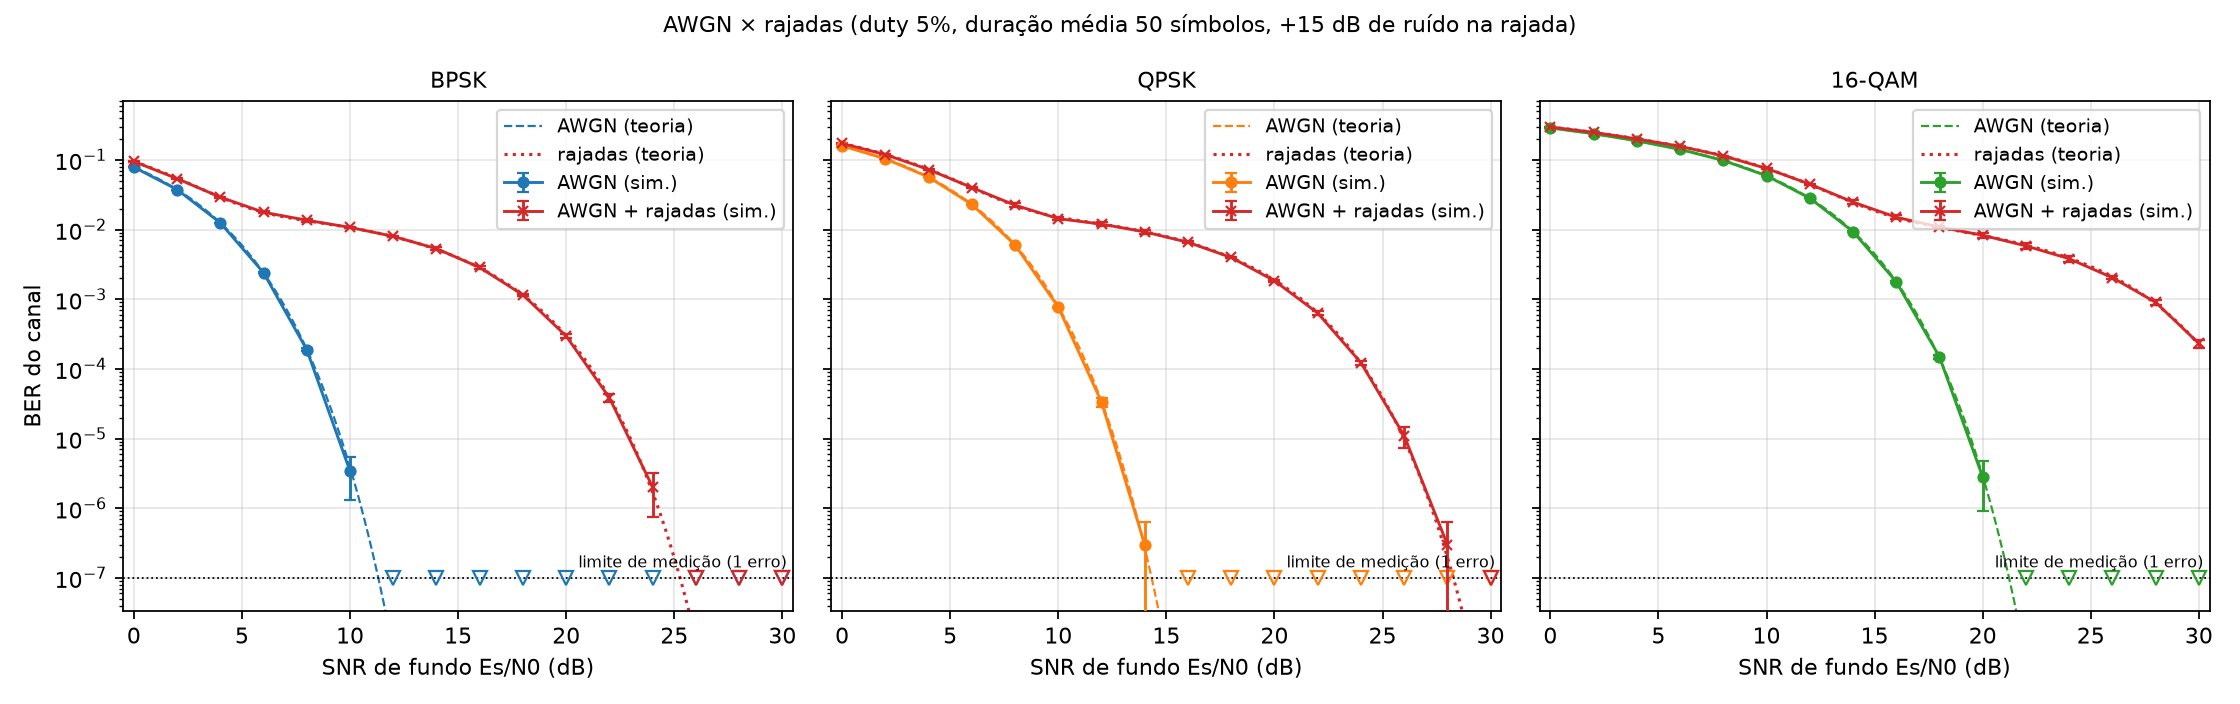 AWGN × rajadas (duty 5%, duração média 50 símbolos, +15 dB de ruído na rajada)
BPSK
AWGN (teoria)
rajadas (teoria)
AWGN (sim.)
AWGN + rajadas (sim.)
limite de medição (1 erro)
BER do canal
10⁻¹
10⁻²
10⁻³
10⁻⁴
10⁻⁵
10⁻⁶
10⁻⁷
0 5 10 15 20 25 30
SNR de fundo Es/N0 (dB)
QPSK
AWGN (teoria)
rajadas (teoria)
AWGN (sim.)
AWGN + rajadas (sim.)
limite de medição (1 erro)
0 5 10 15 20 25 30
SNR de fundo Es/N0 (dB)
16-QAM
AWGN (teoria)
rajadas (teoria)
AWGN (sim.)
AWGN + rajadas (sim.)
limite de medição (1 erro)
0 5 10 15 20 25 30
SNR de fundo Es/N0 (dB)